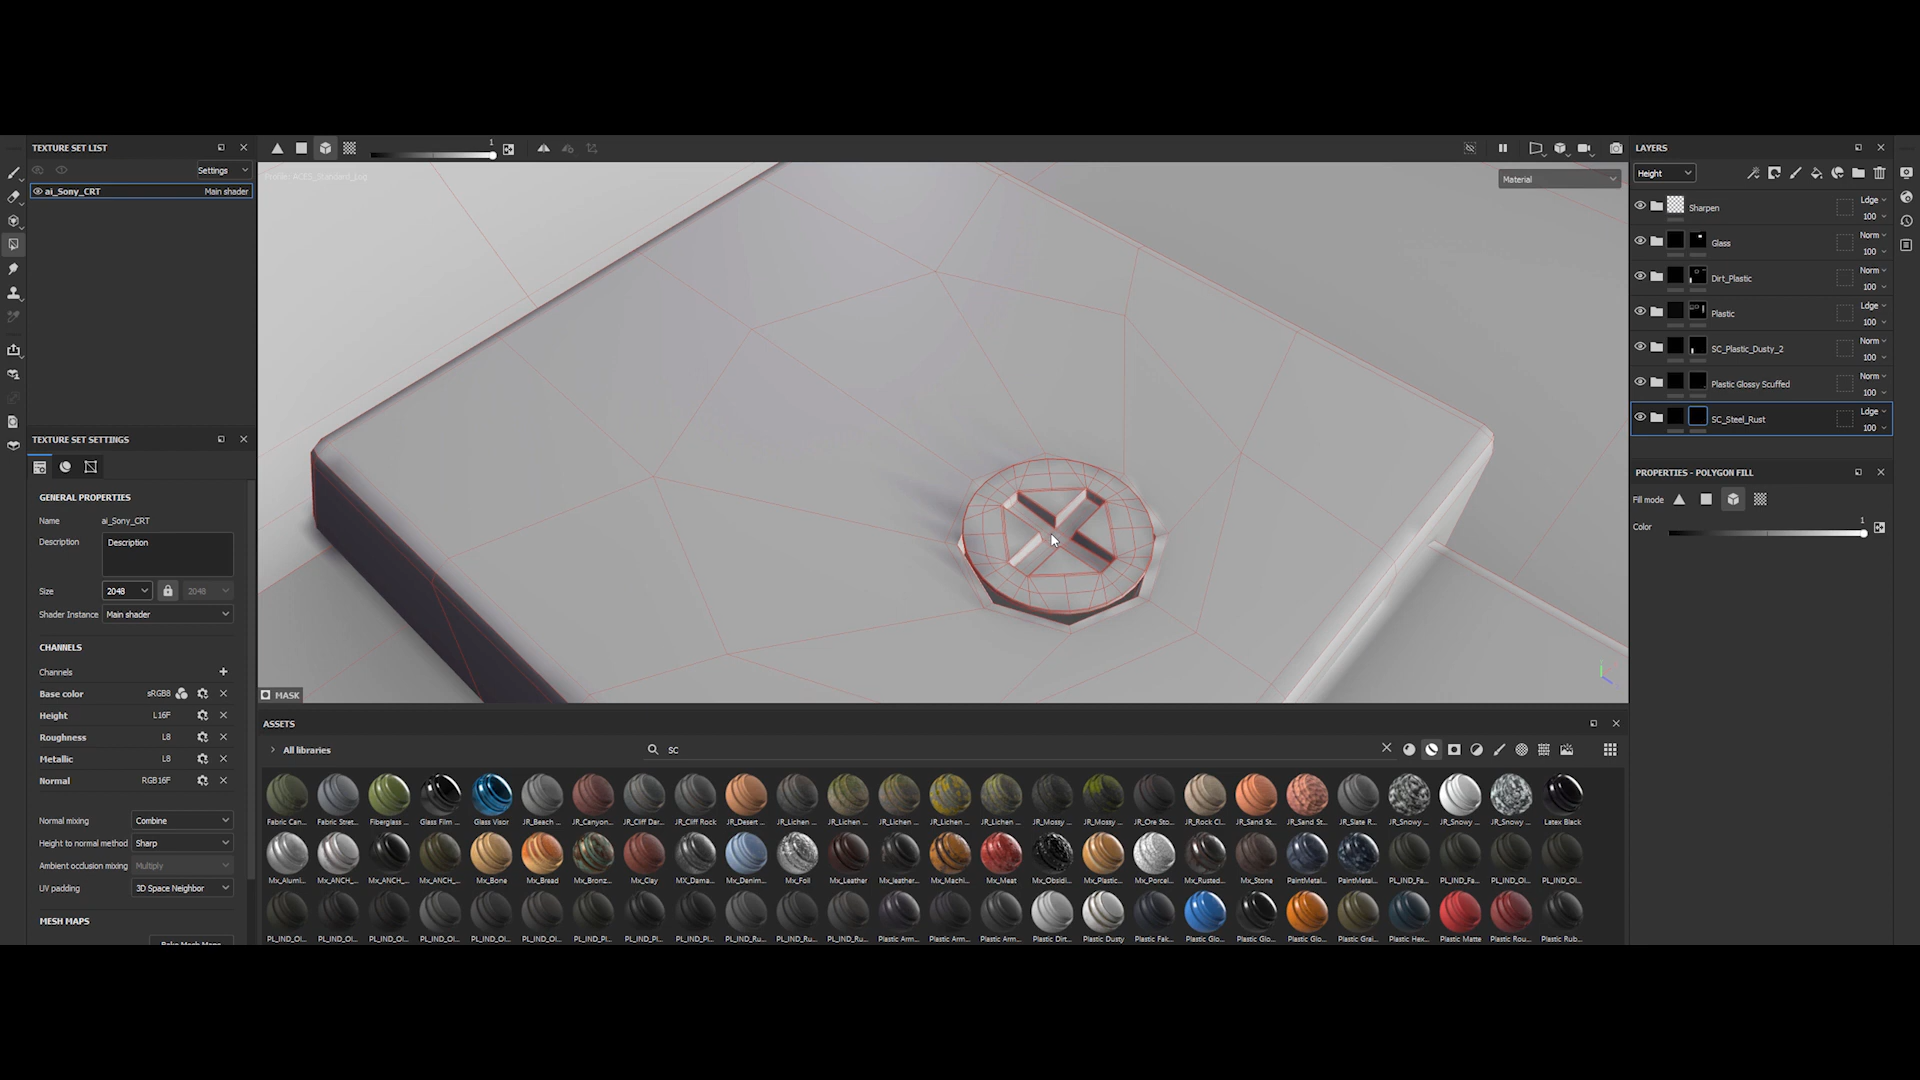 TEXTURE SET LIST
Settings
ai_Sony_CRT
Main shader
TEXTURE SET SETTINGS
GENERAL PROPERTIES
Name
ai_Sony_CRT
Description
Description
Size
2048
2048
Shader Instance
Main shader
CHANNELS
Channels
Base color
sRGB8
Height
L16F
Roughness
L8
Metallic
L8
Normal
RGB16F
Normal mixing
Combine
Height to normal method
Sharp
Ambient occlusion mixing
Multiply
UV padding
3D Space Neighbor
MESH MAPS
1
Profile: ACES_Standard_Log
Material
MASK
ASSETS
All libraries
SC
Fabric Can...
Fabric Stret...
Fiberglass ...
Glass Film ...
Glass Visor
JR_Beach ...
JR_Canyon...
JR_Cliff Dar...
JR_Cliff Rock
JR_Desert ...
JR_Lichen ...
JR_Lichen ...
JR_Lichen ...
JR_Lichen ...
JR_Lichen ...
JR_Mossy ...
JR_Mossy ...
JR_Ore Sto...
JR_Rock Cl...
JR_Sand St...
JR_Sand St...
JR_Slate R...
JR_Snowy ...
JR_Snowy ...
JR_Snowy ...
Latex Black
Mx_Alumi...
Mx_ANCH_...
Mx_ANCH_...
Mx_ANCH_...
Mx_Bone
Mx_Bread
Mx_Bronz...
Mx_Clay
MX_Dama...
Mx_Denim...
Mx_Foil
Mx_Leather
Mx_leather...
Mx_Machi...
Mx_Meat
Mx_Obsidi...
Mx_Plastic...
Mx_Porcel...
Mx_Rusted...
Mx_Stone
PaintMetal...
PaintMetal...
PL_IND_Fa...
PL_IND_Fa...
PL_IND_Ol...
PL_IND_Ol...
PL_IND_Ol...
PL_IND_Ol...
PL_IND_Ol...
PL_IND_Ol...
PL_IND_Ol...
PL_IND_Pl...
PL_IND_Pl...
PL_IND_Pl...
PL_IND_Ru...
PL_IND_Ru...
PL_IND_Ru...
Plastic Arm...
Plastic Arm...
Plastic Arm...
Plastic Dirt...
Plastic Dusty
Plastic Fak...
Plastic Glo...
Plastic Glo...
Plastic Glo...
Plastic Grai...
Plastic Hex...
Plastic Matte
Plastic Rou...
Plastic Rub...
LAYERS
Height
Sharpen
Ldge
100
Glass
Norm
100
Dirt_Plastic
Norm
100
Plastic
Norm
100
SC_Plastic_Dusty_2
Norm
100
Plastic Glossy Scuffed
Norm
100
SC_Steel_Rust
Ldge
100
PROPERTIES - POLYGON FILL
Fill mode
Color
1